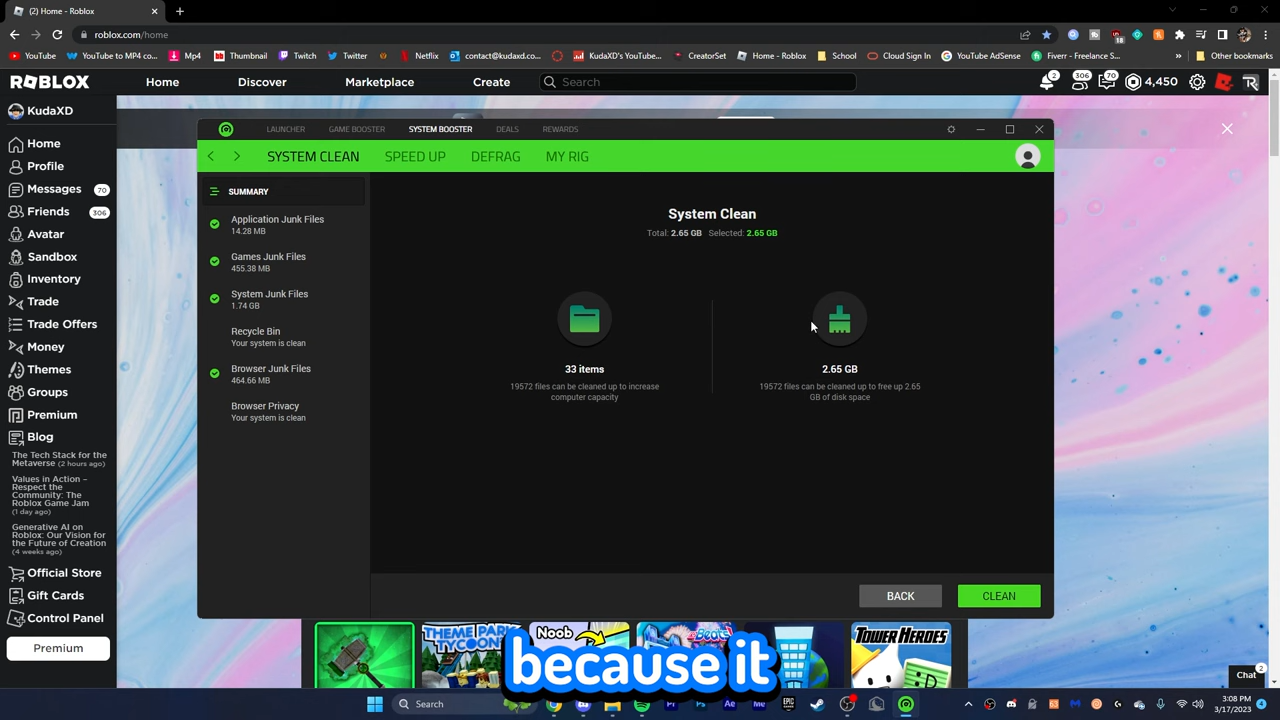 (2) Home - Roblox
roblox.com/home
YouTube
YouTube to MP4 co...
Mp4
Thumbnail
Twitch
Twitter
Netflix
contact@kudaxd.co...
KudaXD's YouTube...
CreatorSet
Home - Roblox
School
Cloud Sign In
YouTube AdSense
Fiverr - Freelance S...
Other bookmarks
ROBLOX
Home
Discover
Marketplace
Create
Search
2
306
70
4,450
KudaXD
Home
Profile
Messages 70
Friends 306
Avatar
Sandbox
Inventory
Trade
Trade Offers
Money
Themes
Groups
Premium
Blog
The Tech Stack for the
Metaverse (2 hours ago)
Values in Action –
Respect the
Community: The
Roblox Game Jam
(1 day ago)
Generative AI on
Roblox: Our Vision for
the Future of Creation
(4 weeks ago)
Official Store
Gift Cards
Control Panel
Premium
LAUNCHER
GAME BOOSTER
SYSTEM BOOSTER
DEALS
REWARDS
SYSTEM CLEAN
SPEED UP
DEFRAG
MY RIG
SUMMARY
Application Junk Files
14.28 MB
Games Junk Files
455.38 MB
System Junk Files
1.74 GB
Recycle Bin
Your system is clean
Browser Junk Files
464.66 MB
Browser Privacy
Your system is clean
System Clean
Total: 2.65 GB Selected: 2.65 GB
33 items
19572 files can be cleaned up to increase
computer capacity
2.65 GB
19572 files can be cleaned up to free up 2.65
GB of disk space
BACK
CLEAN
THEME PARK
TYCOON
Noob
TOWER HEROES
because it
Chat
2
Search
3:08 PM
3/17/2023